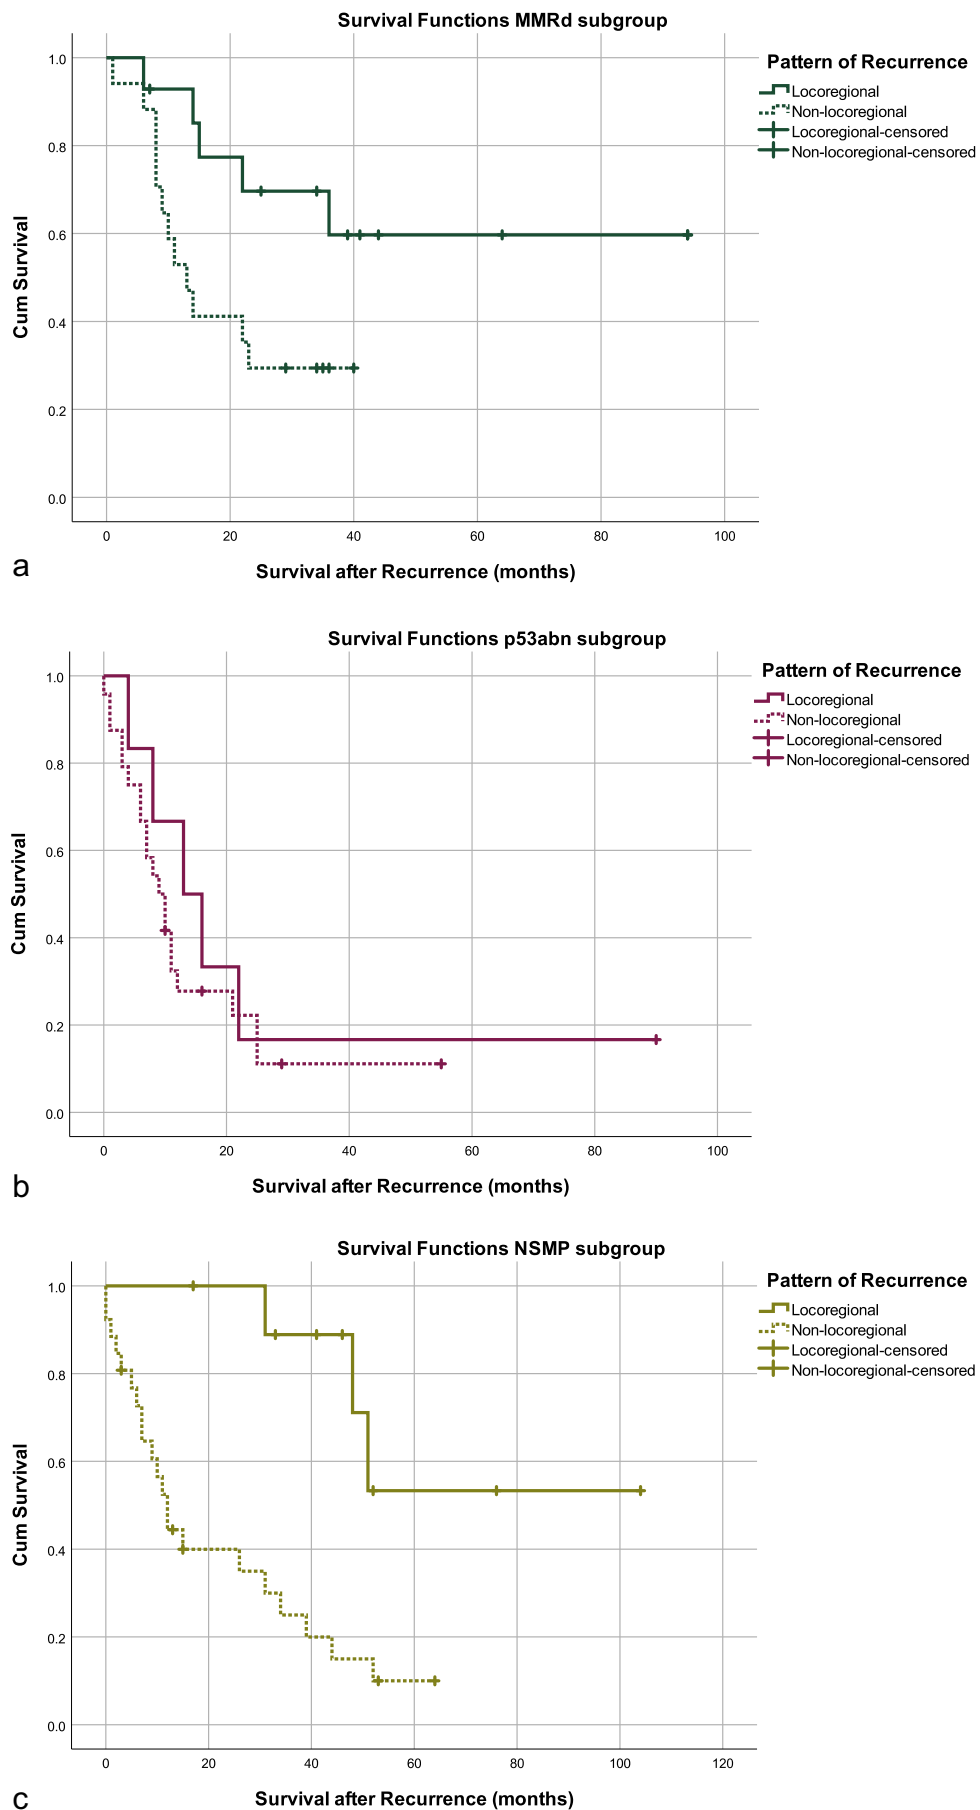 Survival Functions MMRd subgroup
Pattern of Recurrence
Locoregional
Non-locoregional
Locoregional-censored
Non-locoregional-censored
Cum Survival
1.0
0.8
0.6
0.4
0.2
0.0
0 20 40 60 80 100
Survival after Recurrence (months)
a
Survival Functions p53abn subgroup
Pattern of Recurrence
Locoregional
Non-locoregional
Locoregional-censored
Non-locoregional-censored
Cum Survival
1.0
0.8
0.6
0.4
0.2
0.0
0 20 40 60 80 100
Survival after Recurrence (months)
b
Survival Functions NSMP subgroup
Pattern of Recurrence
Locoregional
Non-locoregional
Locoregional-censored
Non-locoregional-censored
Cum Survival
1.0
0.8
0.6
0.4
0.2
0.0
0 20 40 60 80 100 120
Survival after Recurrence (months)
c